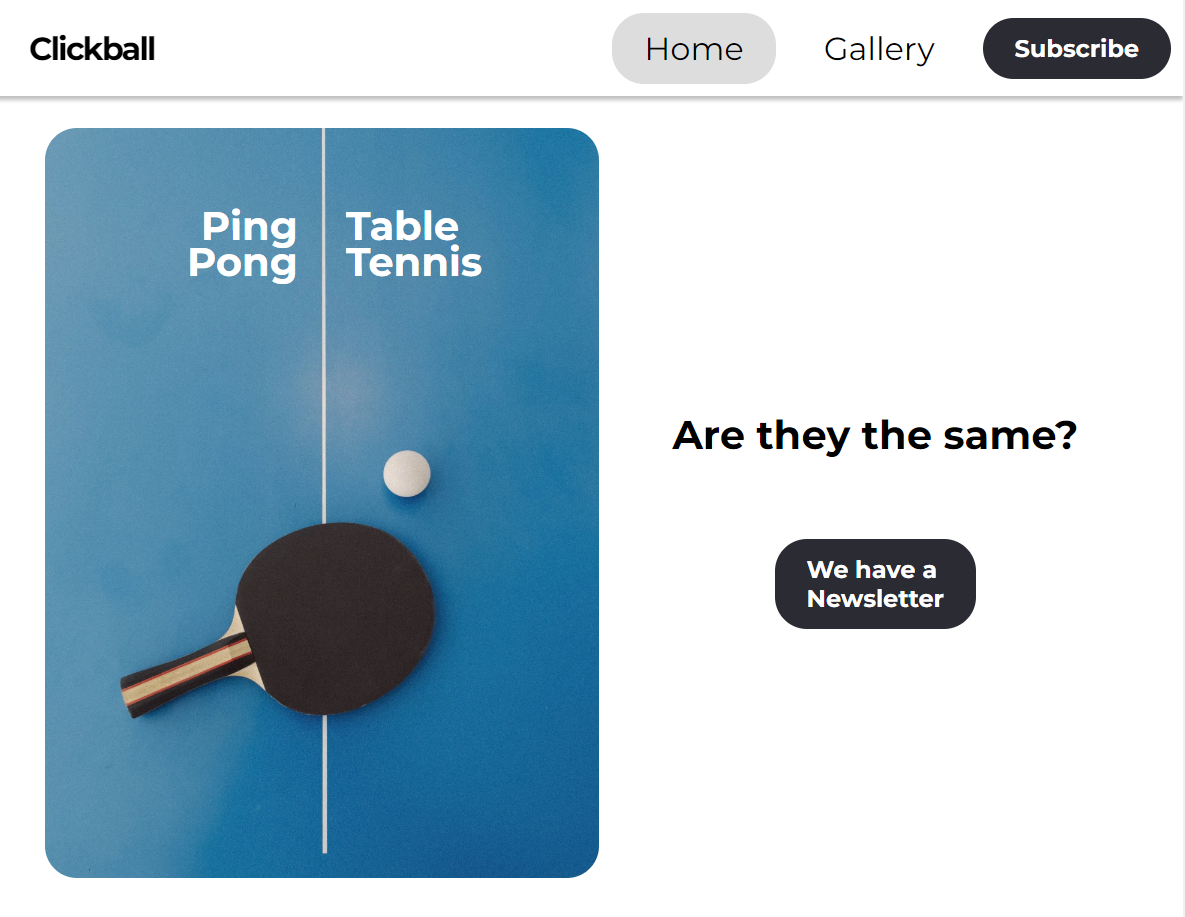 Clickball
Home
Gallery
Subscribe
Ping
Pong
Table
Tennis
Are they the same?
We have a
Newsletter